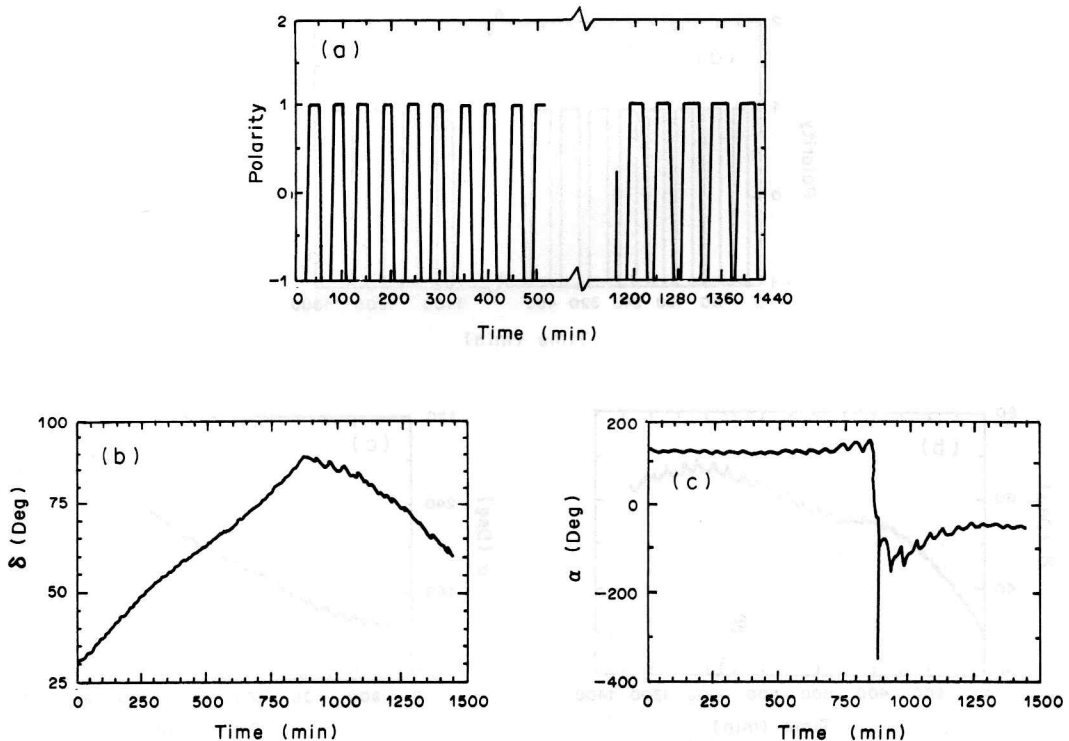 2
(a)
1
Polarity
0
-1
0 100 200 300 400 500 1200 1280 1360 1440
Time (min)
100
(b)
75
δ (Deg)
50
25
0 250 500 750 1000 1250 1500
Time (min)
200
(c)
0
α (Deg)
-200
-400
0 250 500 750 1000 1250 1500
Time (min)